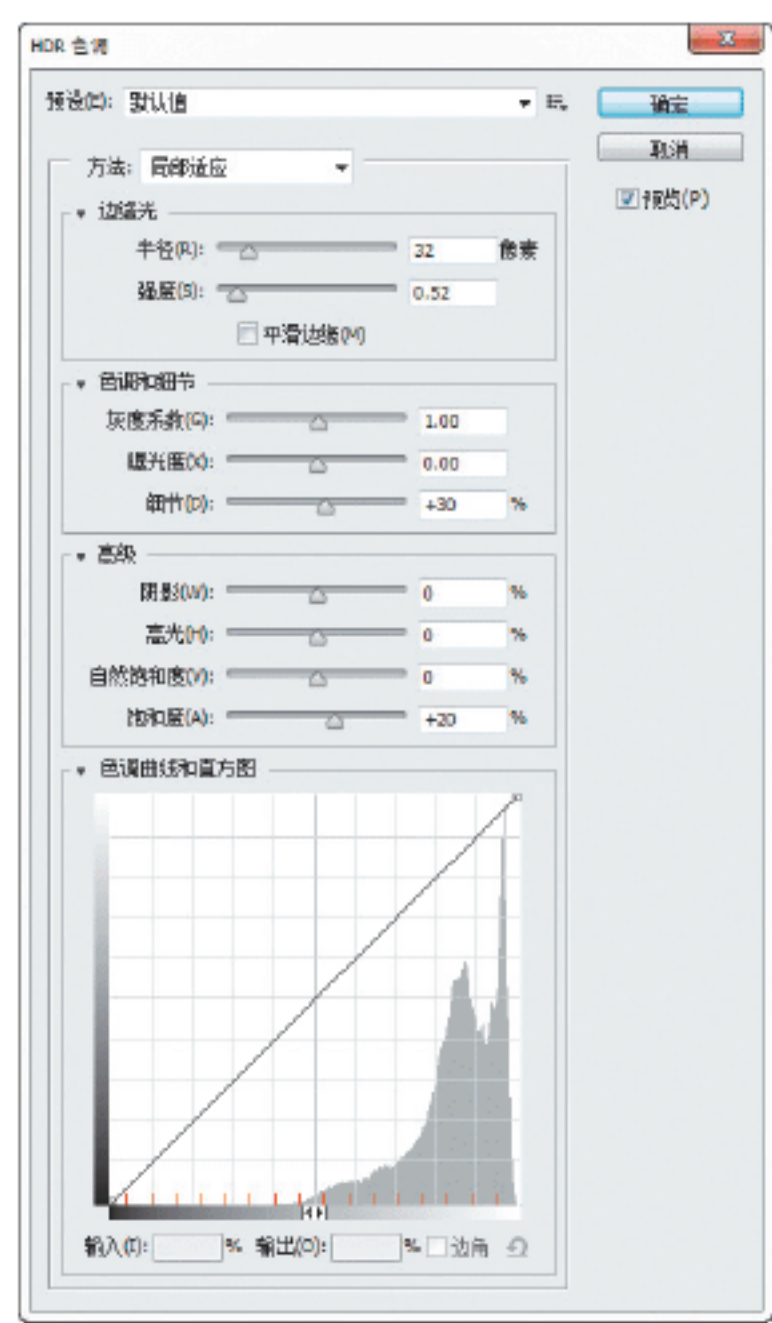 HDR 色调
预设(E): 默认值
确定
取消
预览(P)
方法: 局部适应
边缘光
半径(R): 32 像素
强度(S): 0.52
平滑边缘(M)
色调和细节
灰度系数(G): 1.00
曝光度(X): 0.00
细节(D): +30 %
高级
阴影(W): 0 %
高光(H): 0 %
自然饱和度(V): 0 %
饱和度(A): +20 %
色调曲线和直方图
输入(I): % 输出(O): % 边角